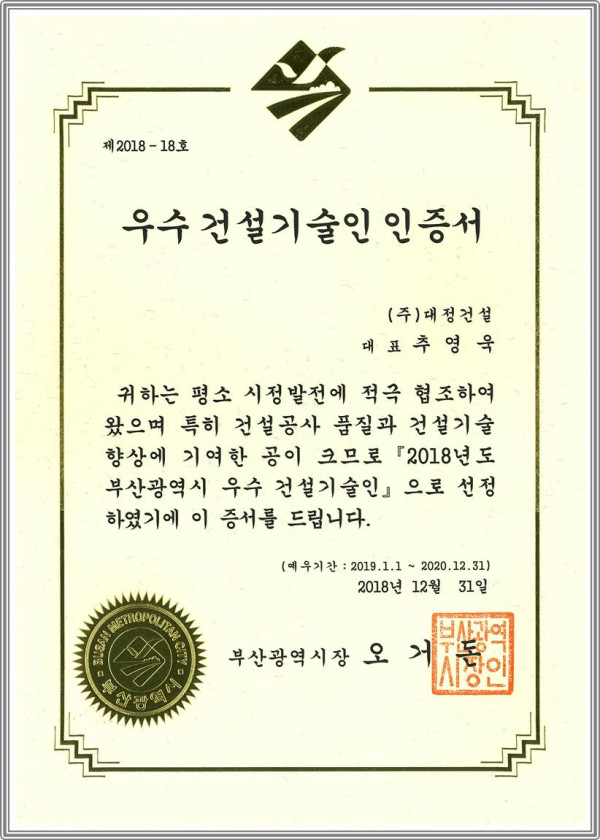 제2018-18호
우수 건설기술인 인증서
(주)대정건설
대 표 추 영 욱
귀하는 평소 시정발전에 적극 협조하여
왔으며 특히 건설공사 품질과 건설기술
향상에 기여한 공이 크므로 『2018년도
부산광역시 우수 건설기술인』으로 선정
하였기에 이 증서를 드립니다.
(예우기간 : 2019.1.1 ~ 2020.12.31)
2018년 12월 31일
부산광역시장 오 거 돈
부산광역
시장인
BUSAN METROPOLITAN CITY
부산광역시